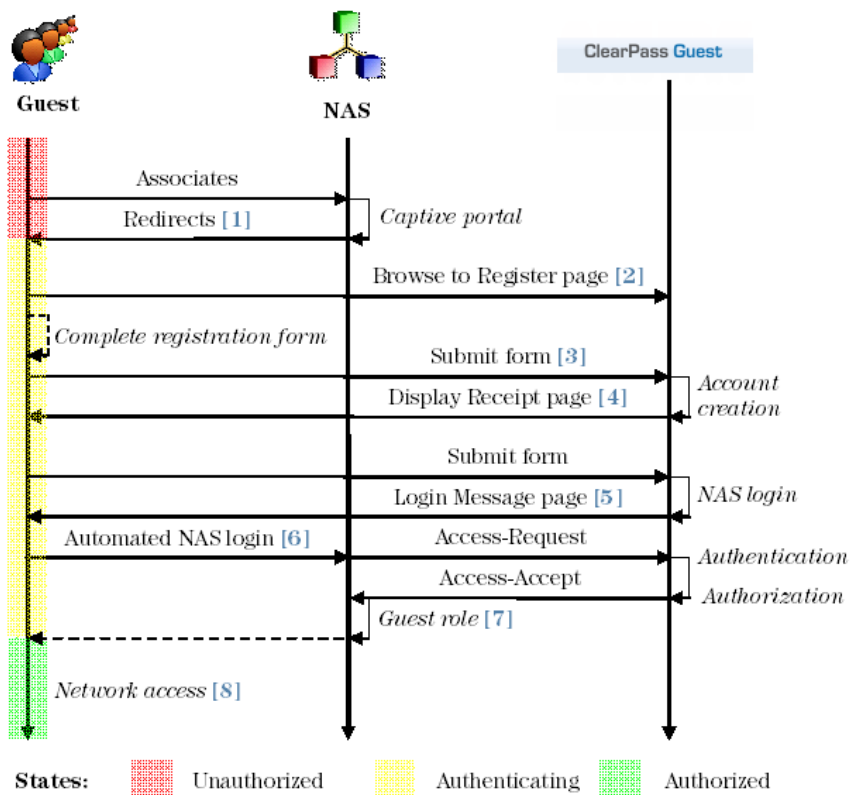 Guest
NAS
ClearPass Guest
Associates
Redirects [1]
Captive portal
Browse to Register page [2]
Complete registration form
Submit form [3]
Display Receipt page [4]
Account
creation
Submit form
Login Message page [5]
NAS login
Automated NAS login [6]
Access-Request
Authentication
Access-Accept
Authorization
Guest role [7]
Network access [8]
States: Unauthorized Authenticating Authorized